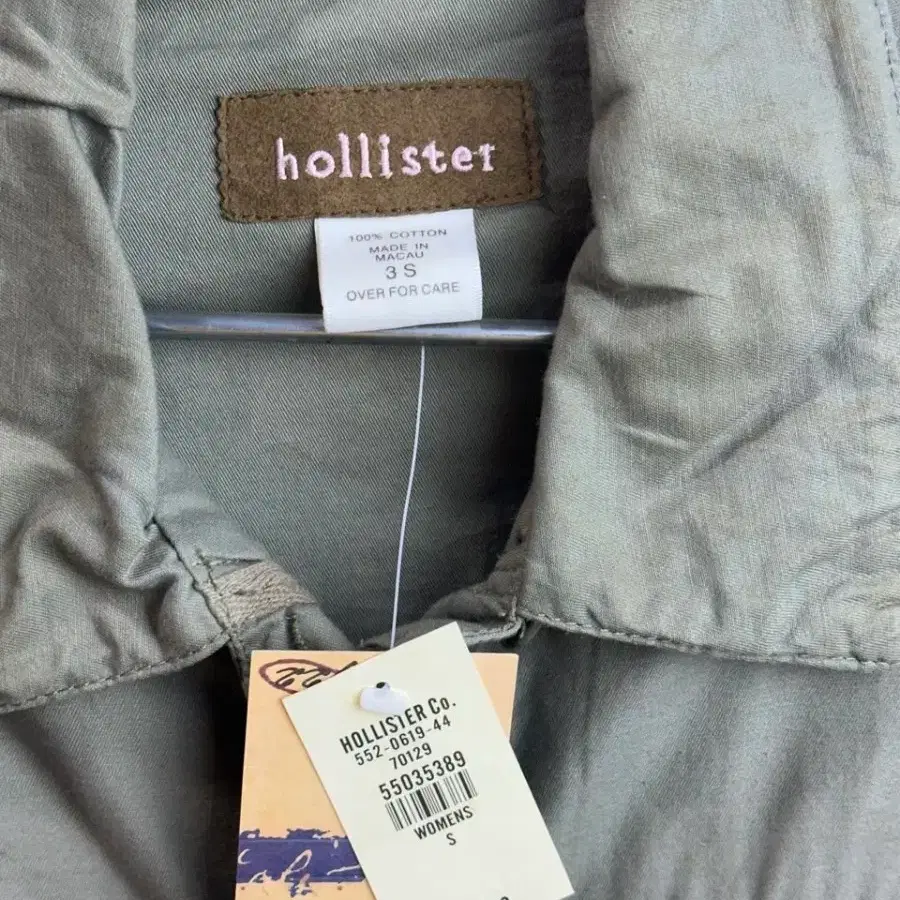 hollister
100% COTTON
MADE IN
MACAU
3 S
OVER FOR CARE
HOLLISTER Co.
552-0619-44
70129
55035389
WOMENS
S